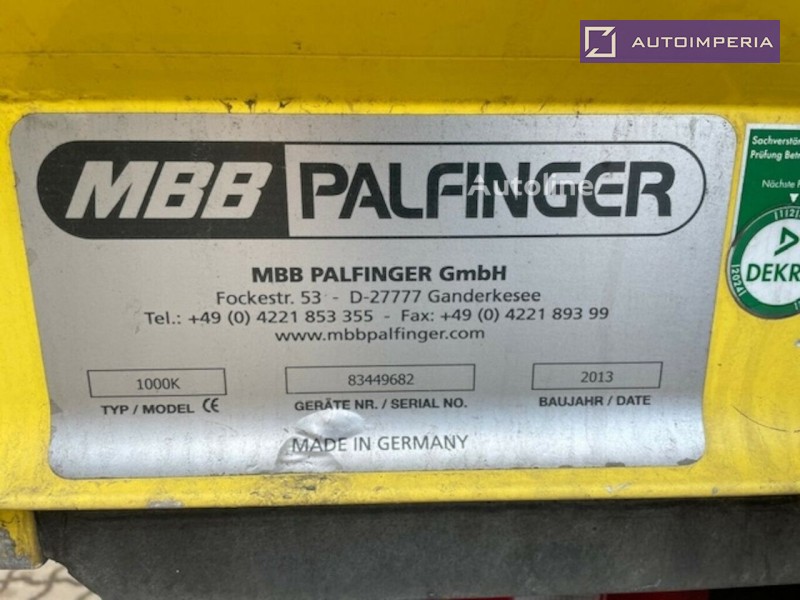 AUTOIMPERIA
MBB PALFINGER
Autoline
MBB PALFINGER GmbH
Fockestr. 53 - D-27777 Ganderkesee
Tel.: +49 (0) 4221 853 355 - Fax: +49 (0) 4221 893 99
www.mbbpalfinger.com
1000K 83449682 2013
TYP / MODEL CE GERÄTE NR. / SERIAL NO. BAUJAHR / DATE
MADE IN GERMANY
Prüfung
Nächste
DEKR